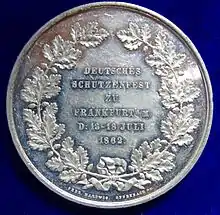 DEUTSCHES
SCHÜTZENFEST
ZU
FRANKFURT A/M
D. 13-18 JULI
1862.